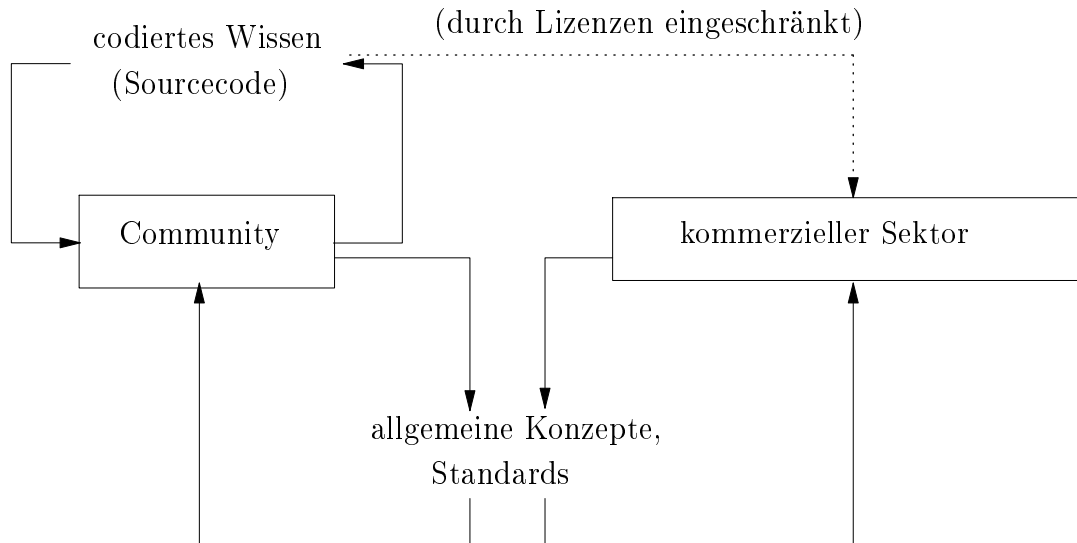 (durch Lizenzen eingeschränkt)
codiertes Wissen
(Sourcecode)
Community
kommerzieller Sektor
allgemeine Konzepte,
Standards